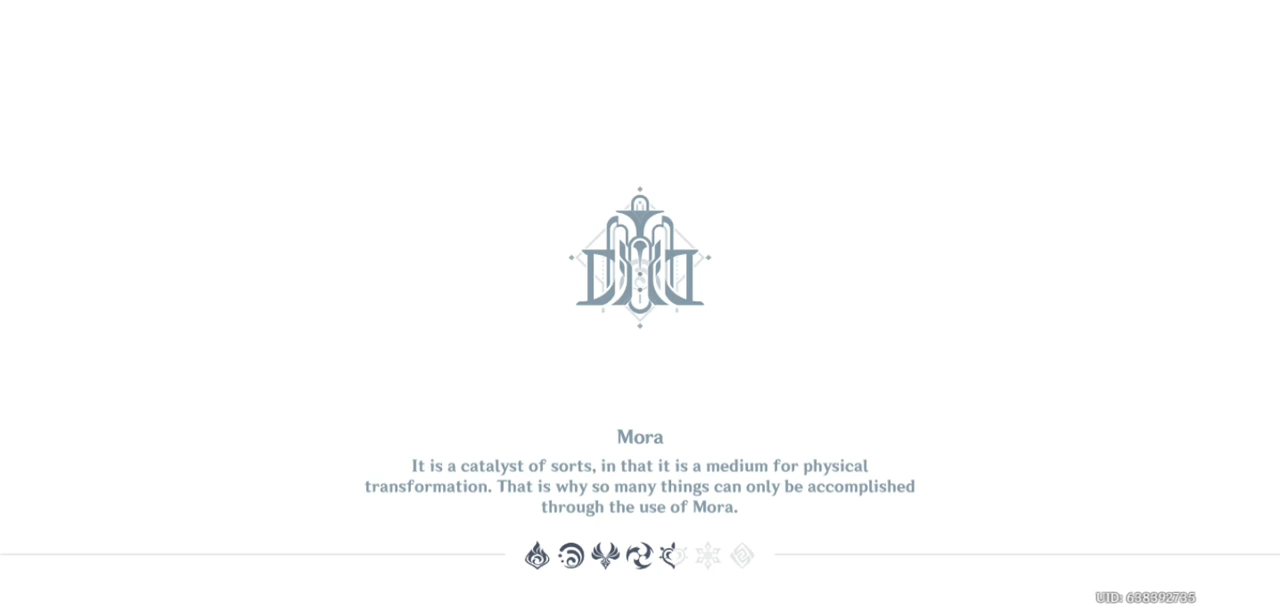 Mora
It is a catalyst of sorts, in that it is a medium for physical
transformation. That is why so many things can only be accomplished
through the use of Mora.
UID: 638392735